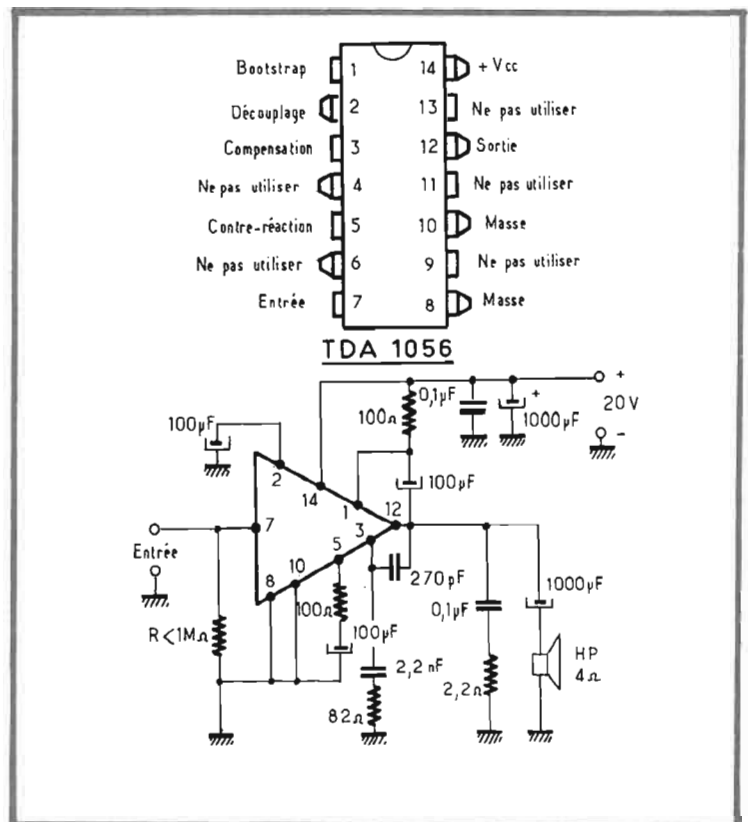 Bootstrap 1 14 + Vcc
Découplage 2 13 Ne pas utiliser
Compensation 3 12 Sortie
Ne pas utiliser 4 11 Ne pas utiliser
Contre-réaction 5 10 Masse
Ne pas utiliser 6 9 Ne pas utiliser
Entrée 7 8 Masse
TDA 1056
0,1µF
+
+
100Ω
1000µF
20V
-
100µF
2
14
1
100µF
12
7
3
Entrée
5
270pF
10
8
100Ω
0,1µF
1000µF
R<1MΩ
100µF
HP
4Ω
2,2nF
2,2Ω
82Ω